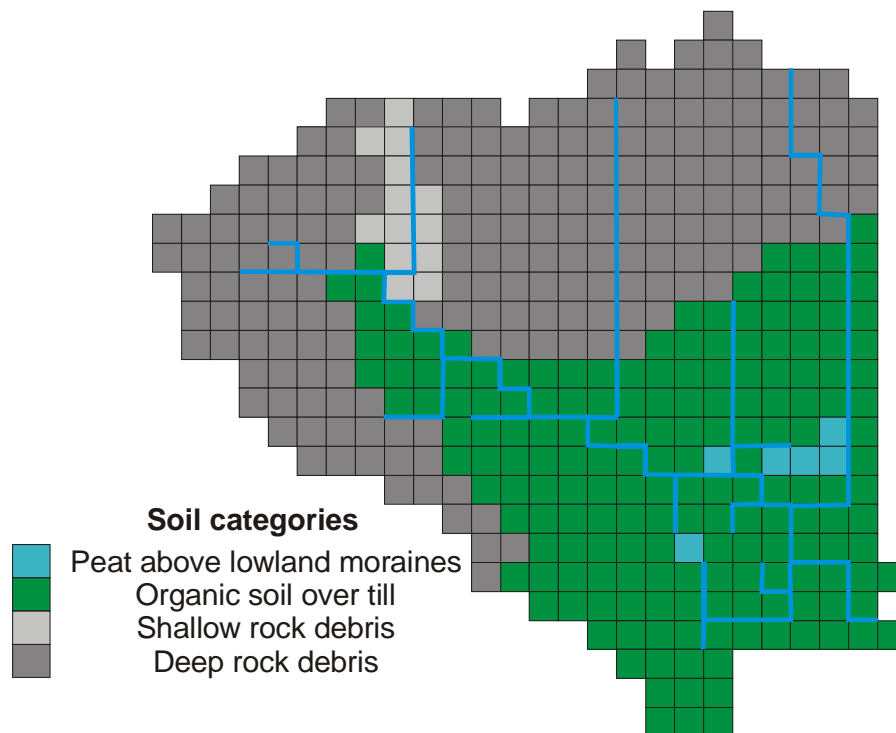 Soil categories
Peat above lowland moraines
Organic soil over till
Shallow rock debris
Deep rock debris